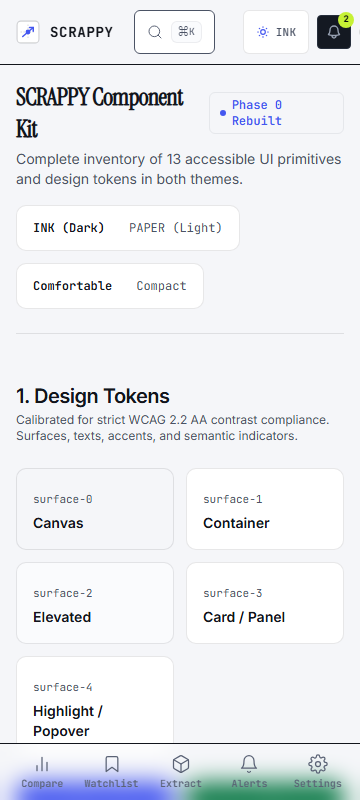 SCRAPPY
⌘K
INK
2
SCRAPPY Component
Kit
Phase 0
Rebuilt
Complete inventory of 13 accessible UI primitives
and design tokens in both themes.
INK (Dark)
PAPER (Light)
Comfortable
Compact
1. Design Tokens
Calibrated for strict WCAG 2.2 AA contrast compliance.
Surfaces, texts, accents, and semantic indicators.
surface-0
Canvas
surface-1
Container
surface-2
Elevated
surface-3
Card / Panel
surface-4
Highlight /
Popover
Compare
Watchlist
Extract
Alerts
Settings